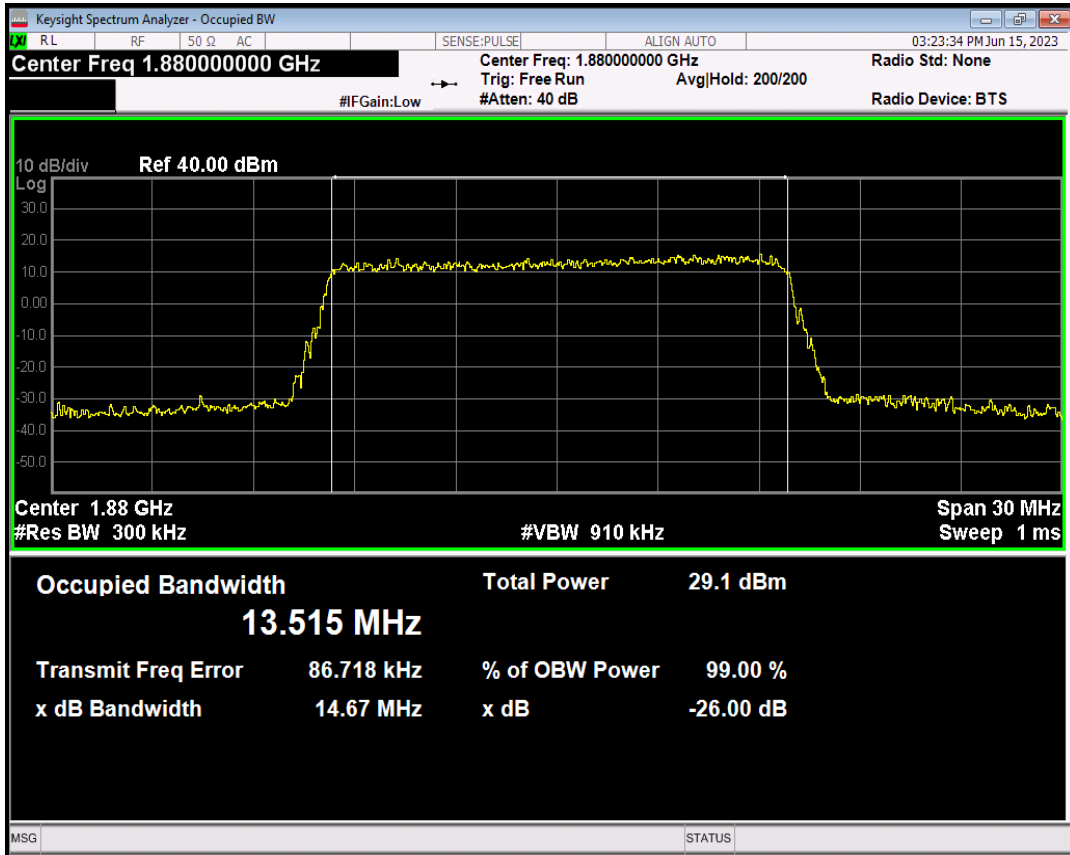 Keysight Spectrum Analyzer - Occupied BW
LXI RL RF 50 Ω AC SENSE:PULSE ALIGN AUTO 03:23:34 PM Jun 15, 2023
Center Freq 1.880000000 GHz Center Freq: 1.880000000 GHz Radio Std: None
Trig: Free Run Avg|Hold: 200/200
#IFGain:Low #Atten: 40 dB Radio Device: BTS
10 dB/div Ref 40.00 dBm
Log
30.0
20.0
10.0
0.00
-10.0
-20.0
-30.0
-40.0
-50.0
Center 1.88 GHz Span 30 MHz
#Res BW 300 kHz #VBW 910 kHz Sweep 1 ms
Occupied Bandwidth Total Power 29.1 dBm
13.515 MHz
Transmit Freq Error 86.718 kHz % of OBW Power 99.00 %
x dB Bandwidth 14.67 MHz x dB -26.00 dB
MSG STATUS